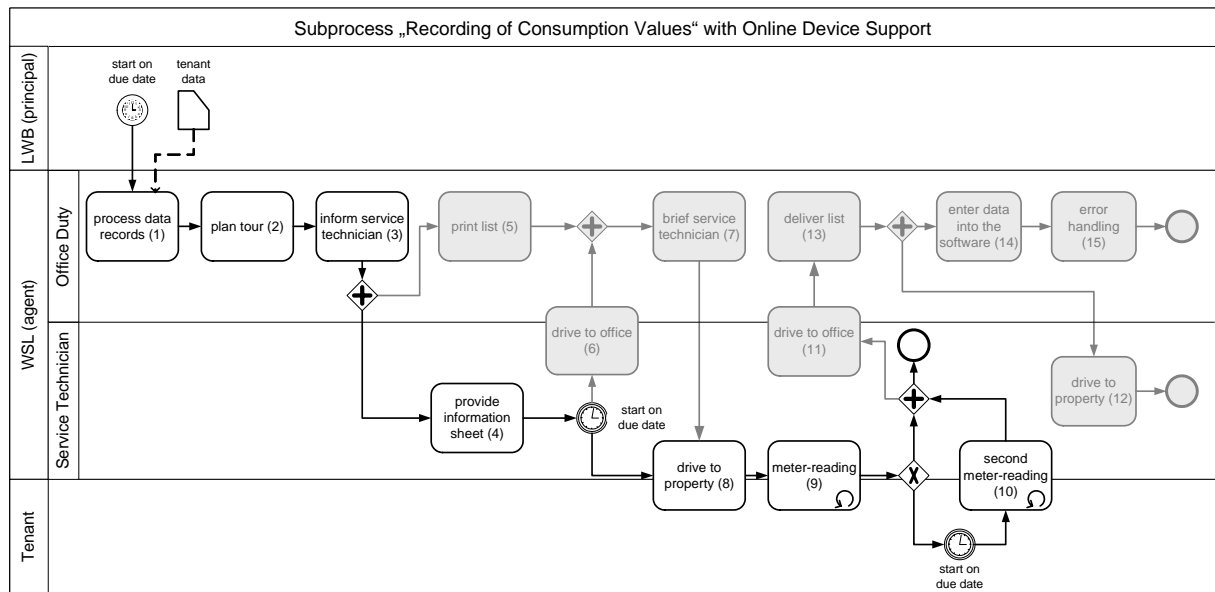 Subprocess „Recording of Consumption Values“ with Online Device Support
LWB (principal)
start on
due date
tenant
data
WSL (agent)
Office Duty
process data
records (1)
plan tour (2)
inform service
technician (3)
print list (5)
brief service
technician (7)
deliver list
(13)
enter data
into the
software (14)
error
handling
(15)
drive to office
(6)
drive to office
(11)
Service Technician
provide
information
sheet (4)
start on
due date
drive to
property (12)
drive to
property (8)
meter-reading
(9)
X
second
meter-reading
(10)
Tenant
start on
due date